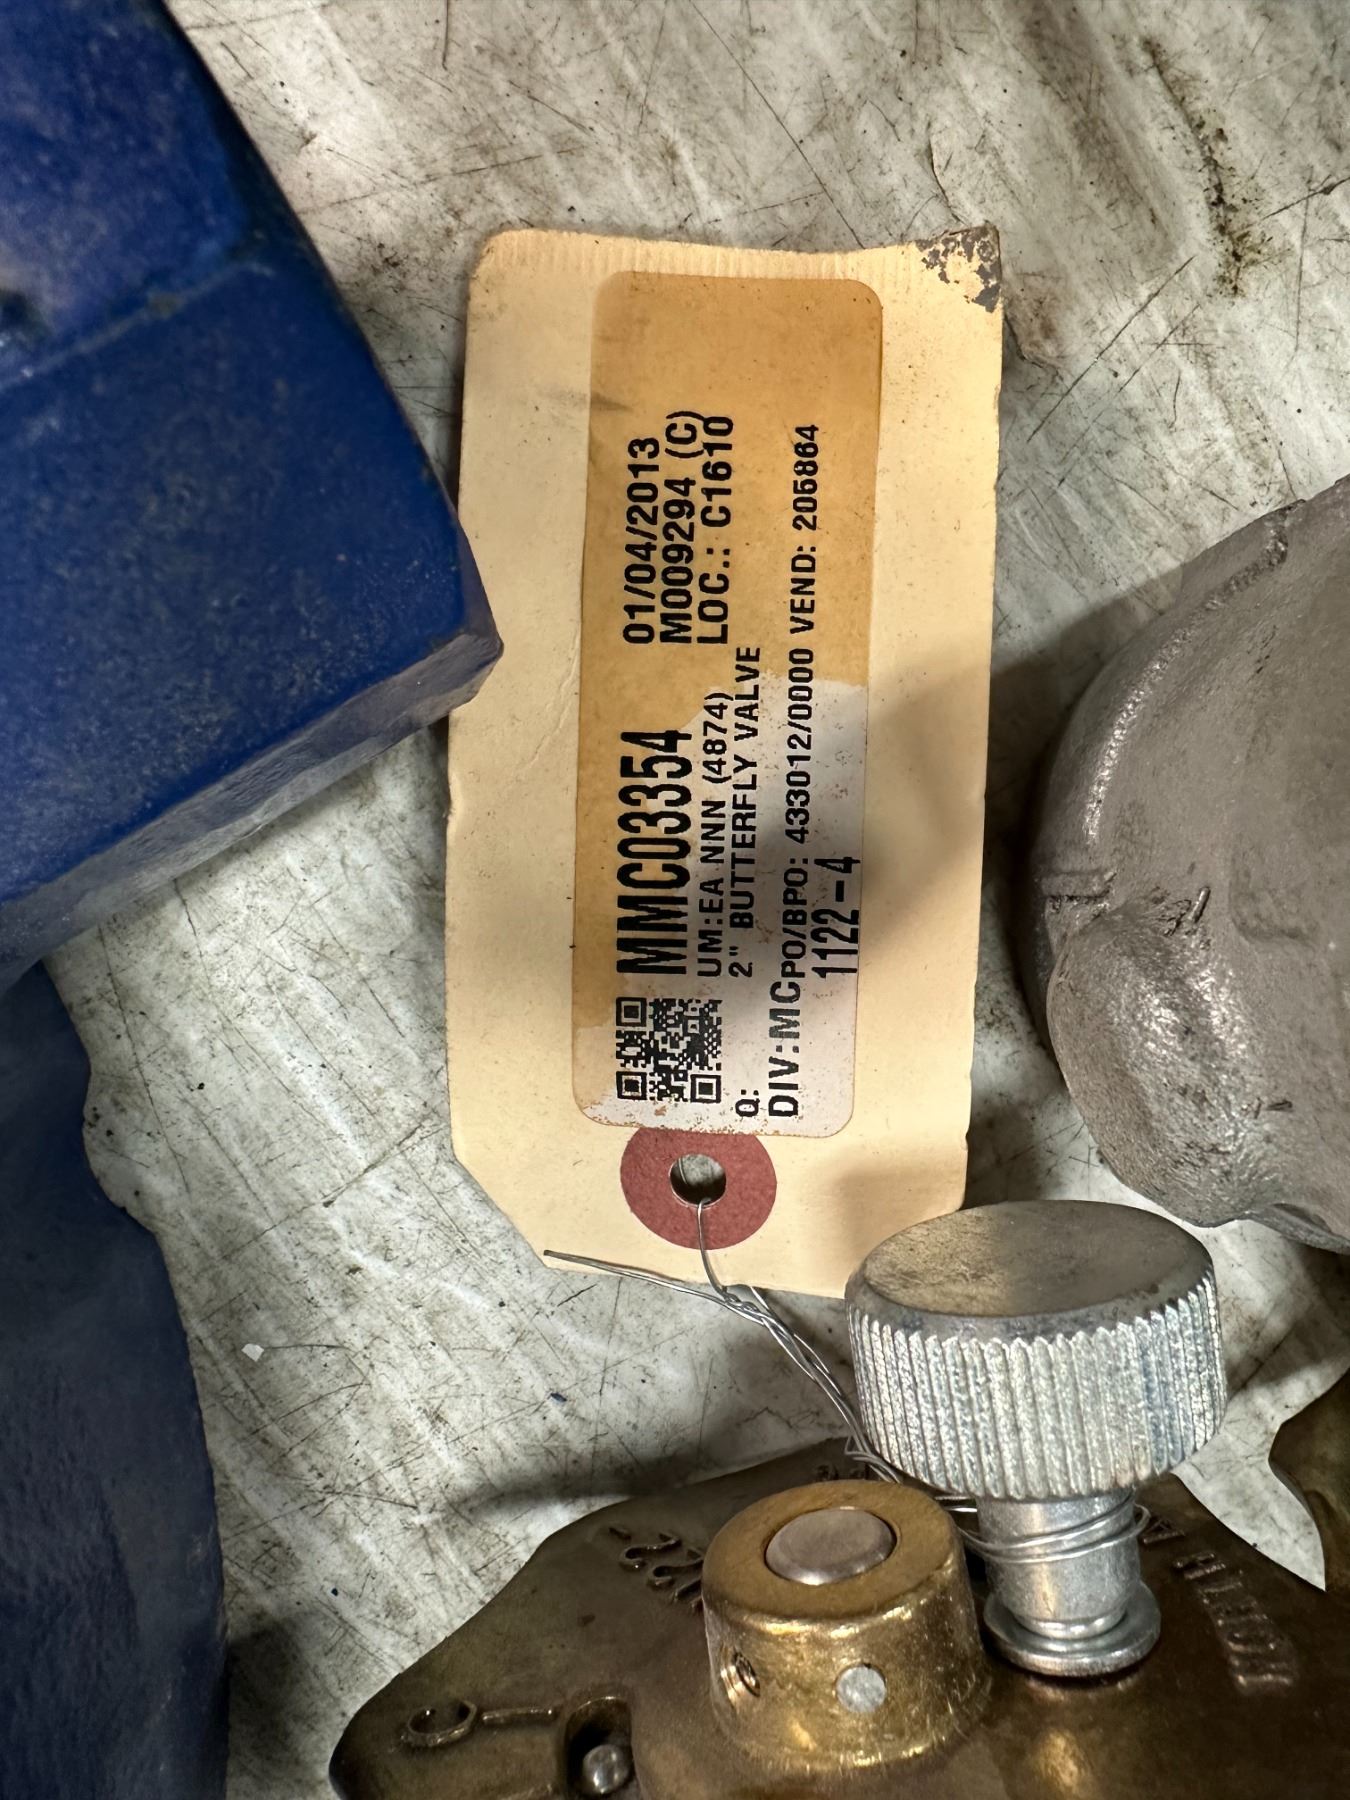 MMC03354
01/04/2013
M009294 (C)
UM:EA NNN (4874)
LOC.: C1610
2" BUTTERFLY VALVE
Q:
DIV:MC PO/BPO: 433012/0000 VEND: 205864
1122-4